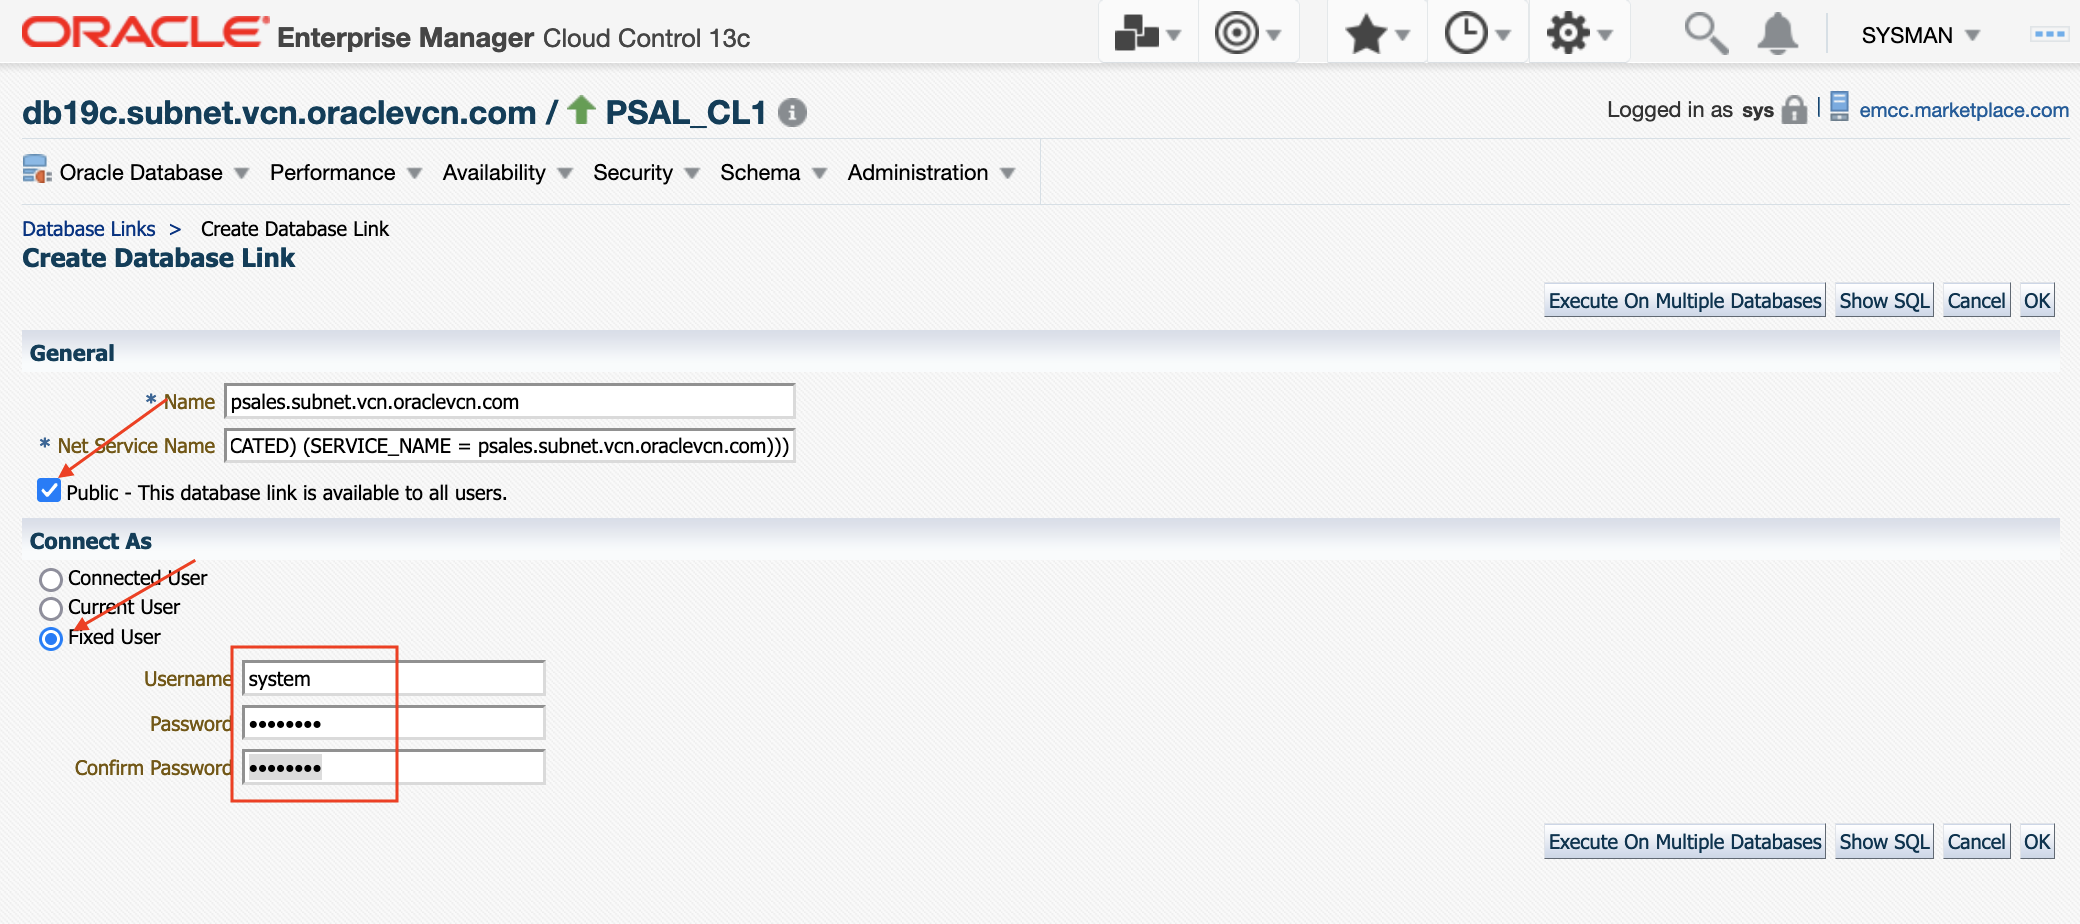 ORACLE Enterprise Manager Cloud Control 13c SYSMAN
db19c.subnet.vcn.oraclevcn.com / PSAL_CL1
Logged in as sys | emcc.marketplace.com
Oracle Database Performance Availability Security Schema Administration
Database Links > Create Database Link
Create Database Link
Execute On Multiple Databases Show SQL Cancel OK
General
* Name psales.subnet.vcn.oraclevcn.com
* Net Service Name CATED) (SERVICE_NAME = psales.subnet.vcn.oraclevcn.com)))
Public - This database link is available to all users.
Connect As
Connected User
Current User
Fixed User
Username system
Password ••••••••
Confirm Password ••••••••
Execute On Multiple Databases Show SQL Cancel OK